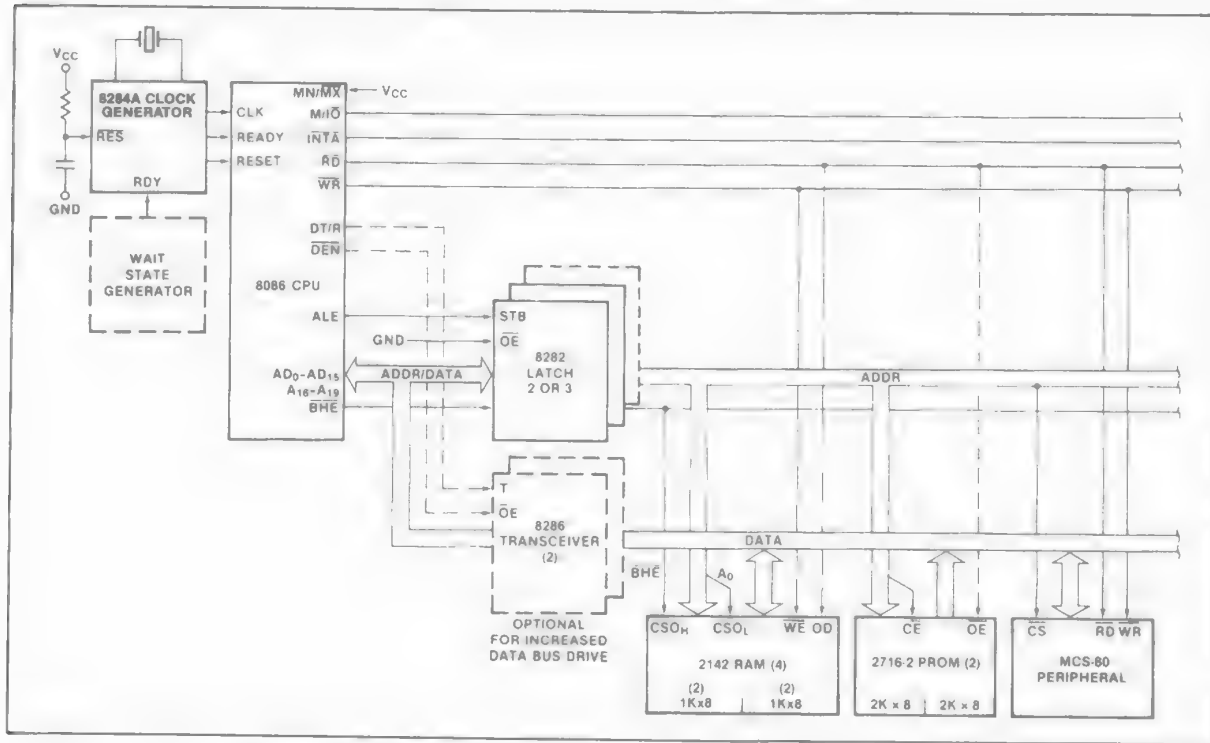 VCC
8284A CLOCK
GENERATOR
RES
RDY
GND
WAIT
STATE
GENERATOR
CLK
READY
RESET
8086 CPU
MN/MX
VCC
M/IO
INTA
RD
WR
DT/R
DEN
ALE
AD0-AD15
A16-A19
BHE
GND
ADDR/DATA
STB
OE
8282
LATCH
2 OR 3
T
OE
8286
TRANSCEIVER
(2)
OPTIONAL
FOR INCREASED
DATA BUS DRIVE
ADDR
DATA
BHE
A0
CSOH
CSOL
WE
OD
2142 RAM (4)
(2)
1Kx8
(2)
1Kx8
CE
OE
2716-2 PROM (2)
2K x 8
2K x 8
CS
RD
WR
MCS-80
PERIPHERAL